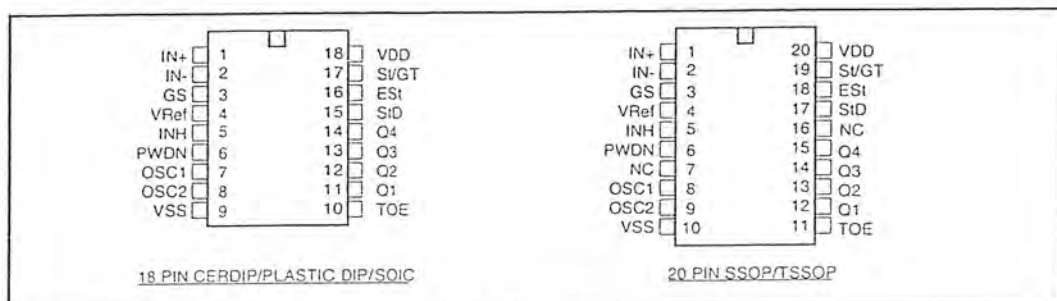 IN+ 1 18 VDD
IN- 2 17 St/GT
GS 3 16 ESt
VRef 4 15 StD
INH 5 14 Q4
PWDN 6 13 Q3
OSC1 7 12 Q2
OSC2 8 11 Q1
VSS 9 10 TOE
18 PIN CERDIP/PLASTIC DIP/SOIC
IN+ 1 20 VDD
IN- 2 19 St/GT
GS 3 18 ESt
VRef 4 17 StD
INH 5 16 NC
PWDN 6 15 Q4
NC 7 14 Q3
OSC1 8 13 Q2
OSC2 9 12 Q1
VSS 10 11 TOE
20 PIN SSOP/TSSOP